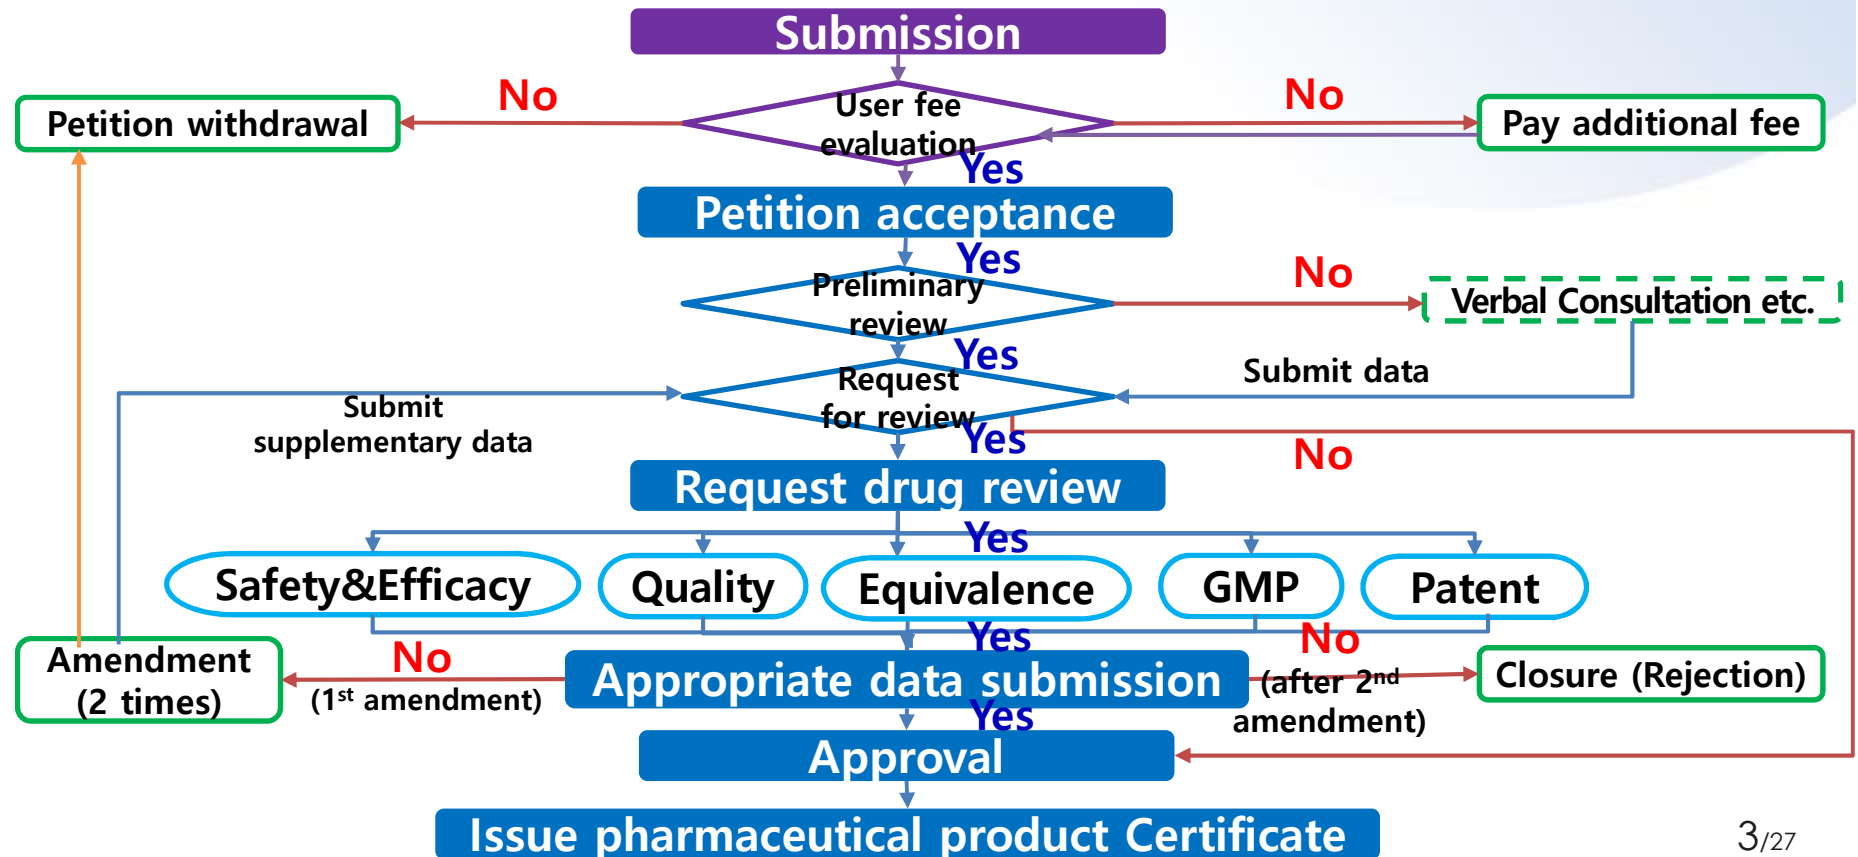 Submission
No
No
Petition withdrawal
User fee
evaluation
Pay additional fee
Yes
Petition acceptance
Yes
Preliminary
review
No
Verbal Consultation etc.
Yes
Request
for review
Submit data
Submit
supplementary data
Yes
No
Request drug review
Yes
Safety&Efficacy
Quality
Equivalence
GMP
Patent
Yes
Amendment
(2 times)
No
(1st amendment)
Appropriate data submission
No
(after 2nd
amendment)
Closure (Rejection)
Yes
Approval
Issue pharmaceutical product Certificate
3/27